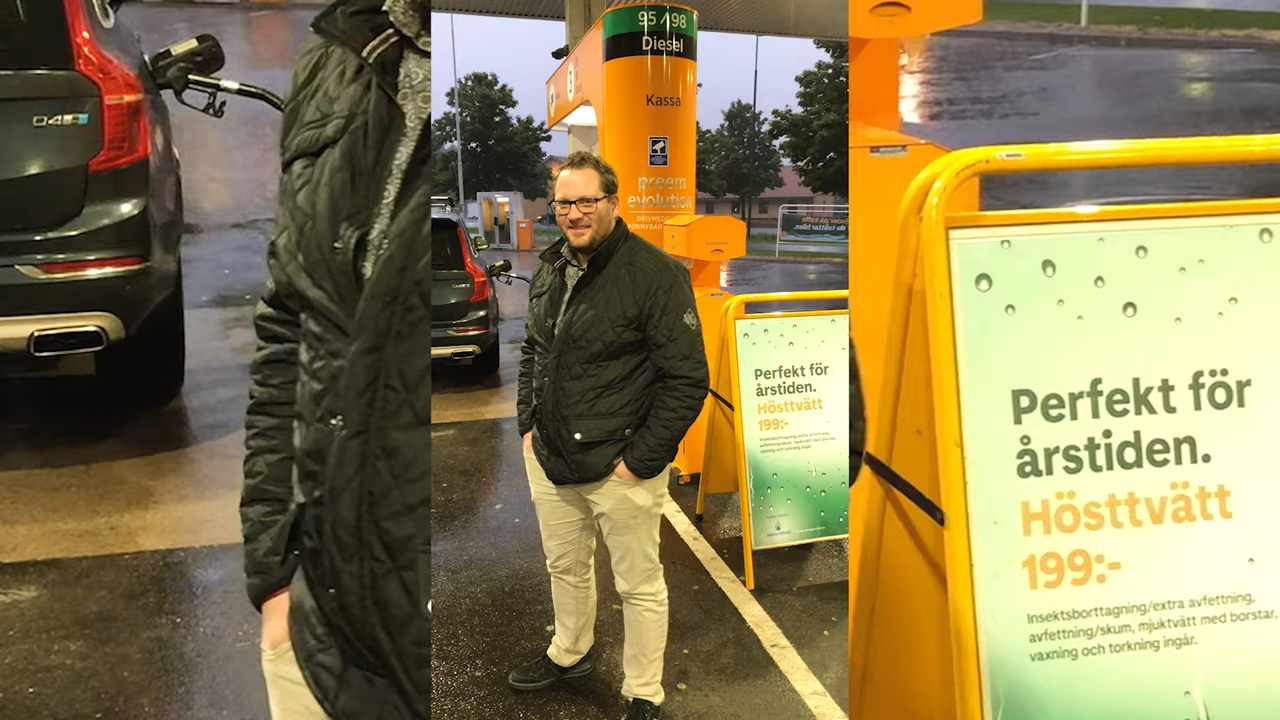 D4
95/98
Diesel
3
Kassa
preem
evolution
Perfekt för
årstiden.
Hösttvätt
199:-
Perfekt för
årstiden.
Hösttvätt
199:-
Insektsborttagning/extra avfettning,
avfettning/skum, mjuktvätt med borstar,
vaxning och torkning ingår.